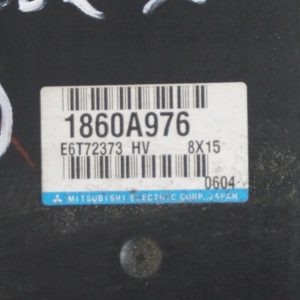 1860A976
E6T72373 HV 8X15
0604
MITSUBISHI ELECTRIC CORP. JAPAN